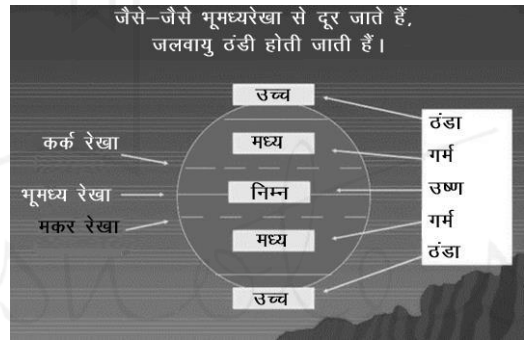 जैसे–जैसे भूमध्यरेखा से दूर जाते हैं,
जलवायु ठंडी होती जाती हैं।
उच्च
मध्य
निम्न
मध्य
उच्च
कर्क रेखा
भूमध्य रेखा
मकर रेखा
ठंडा
गर्म
उष्ण
गर्म
ठंडा